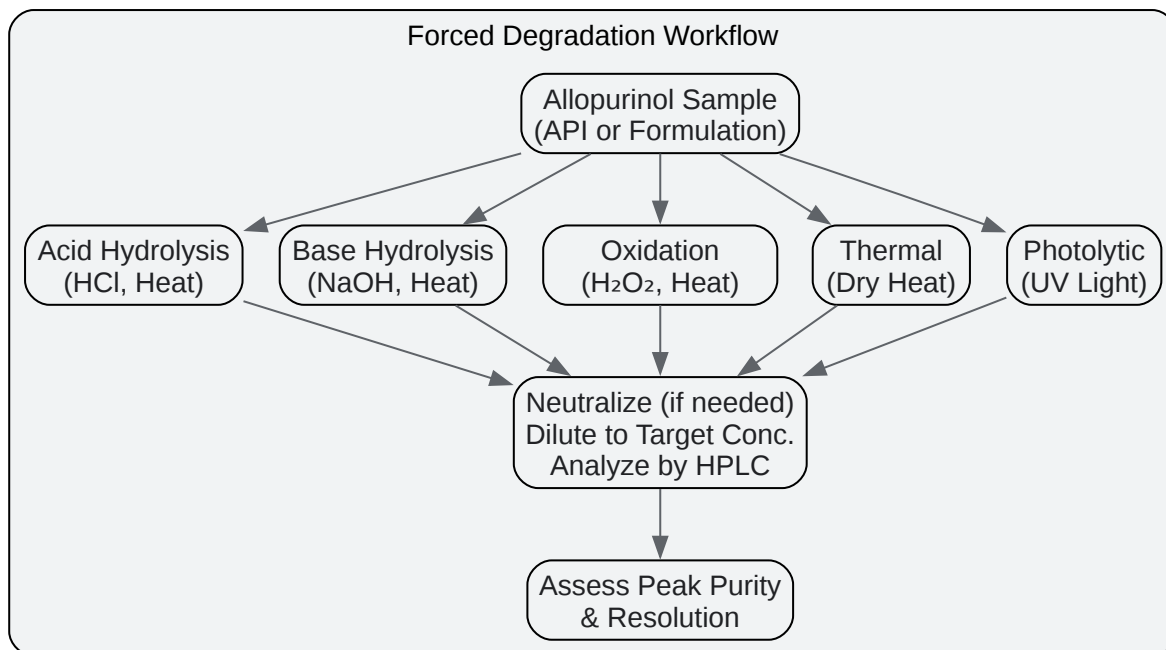 Forced Degradation Workflow
Allopurinol Sample
(API or Formulation)
Acid Hydrolysis
(HCl, Heat)
Base Hydrolysis
(NaOH, Heat)
Oxidation
(H₂O₂, Heat)
Thermal
(Dry Heat)
Photolytic
(UV Light)
Neutralize (if needed)
Dilute to Target Conc.
Analyze by HPLC
Assess Peak Purity
& Resolution